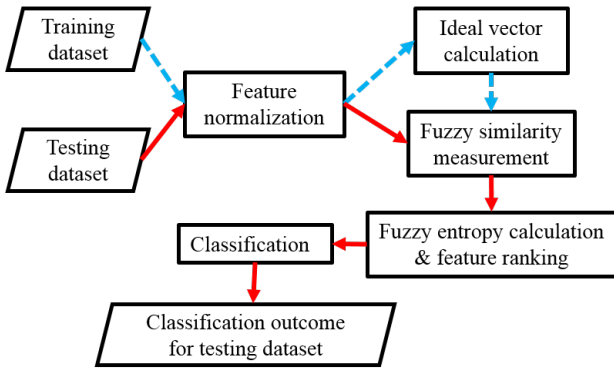 Training
dataset
Ideal vector
calculation
Feature
normalization
Testing
dataset
Fuzzy similarity
measurement
Fuzzy entropy calculation
& feature ranking
Classification
Classification outcome
for testing dataset